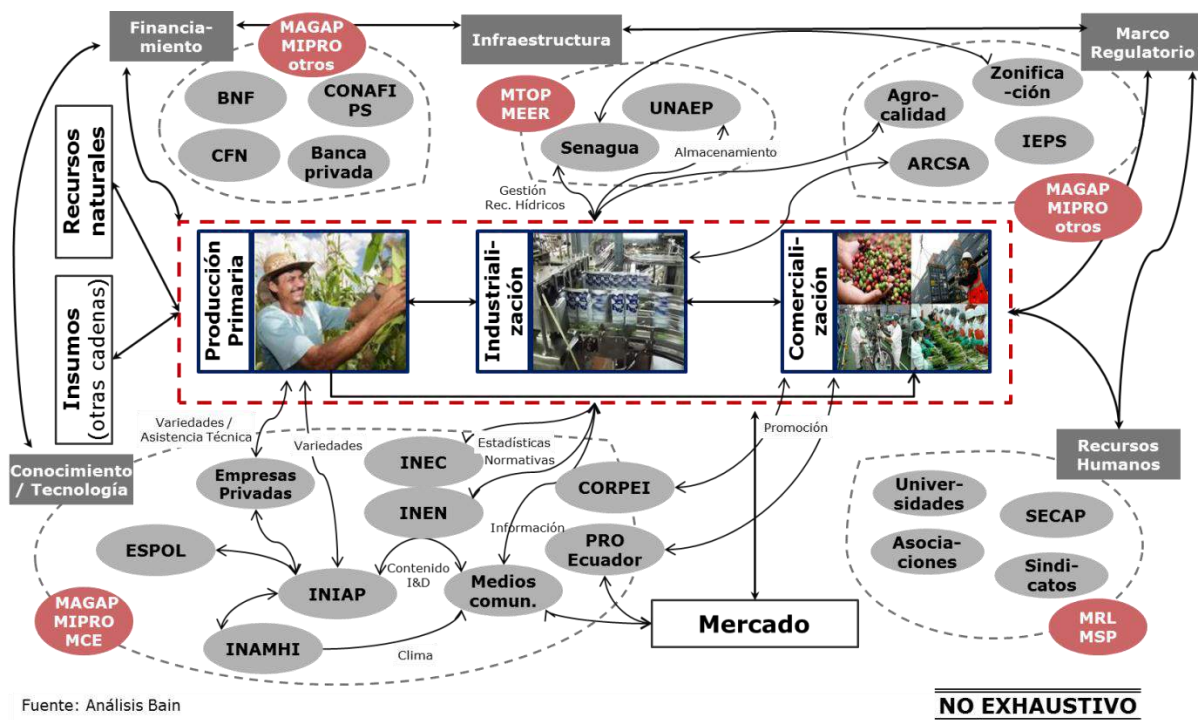 Financia-
miento
MAGAP
MIPRO
otros
Infraestructura
Marco
Regulatorio
BNF
CONAFI
PS
CFN
Banca
privada
MTOP
MEER
UNAEP
Senagua
Almacenamiento
Gestión
Rec. Hídricos
Zonifica-
ción
Agro-
calidad
IEPS
ARCSA
MAGAP
MIPRO
otros
Recursos
naturales
Insumos
(otras cadenas)
Producción
Primaria
Industriali-
zación
Comerciali-
zación
Variedades /
Asistencia Técnica
Variedades
Estadísticas
Normativas
Promoción
Conocimiento
/ Tecnología
Empresas
Privadas
INEC
INEN
CORPEI
Información
PRO
Ecuador
ESPOL
Contenido
I&D
INIAP
Medios
comun.
MAGAP
MIPRO
MCE
INAMHI
Clima
Mercado
Recursos
Humanos
Univer-
sidades
SECAP
Asocia-
ciones
Sindi-
catos
MRL
MSP
Fuente: Análisis Bain
NO EXHAUSTIVO